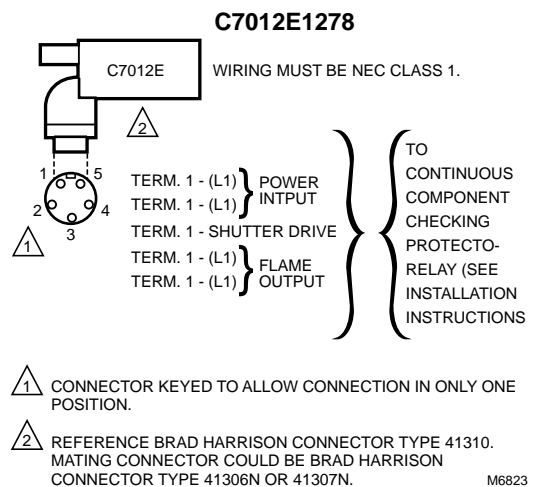 C7012E1278
C7012E
WIRING MUST BE NEC CLASS 1.
2
1
5
2
4
3
1
TERM. 1 - (L1)
TERM. 1 - (L1)
POWER
INTPUT
TERM. 1 - SHUTTER DRIVE
TERM. 1 - (L1)
TERM. 1 - (L1)
FLAME
OUTPUT
TO
CONTINUOUS
COMPONENT
CHECKING
PROTECTO-
RELAY (SEE
INSTALLATION
INSTRUCTIONS
1 CONNECTOR KEYED TO ALLOW CONNECTION IN ONLY ONE
POSITION.
2 REFERENCE BRAD HARRISON CONNECTOR TYPE 41310.
MATING CONNECTOR COULD BE BRAD HARRISON
CONNECTOR TYPE 41306N OR 41307N.
M6823